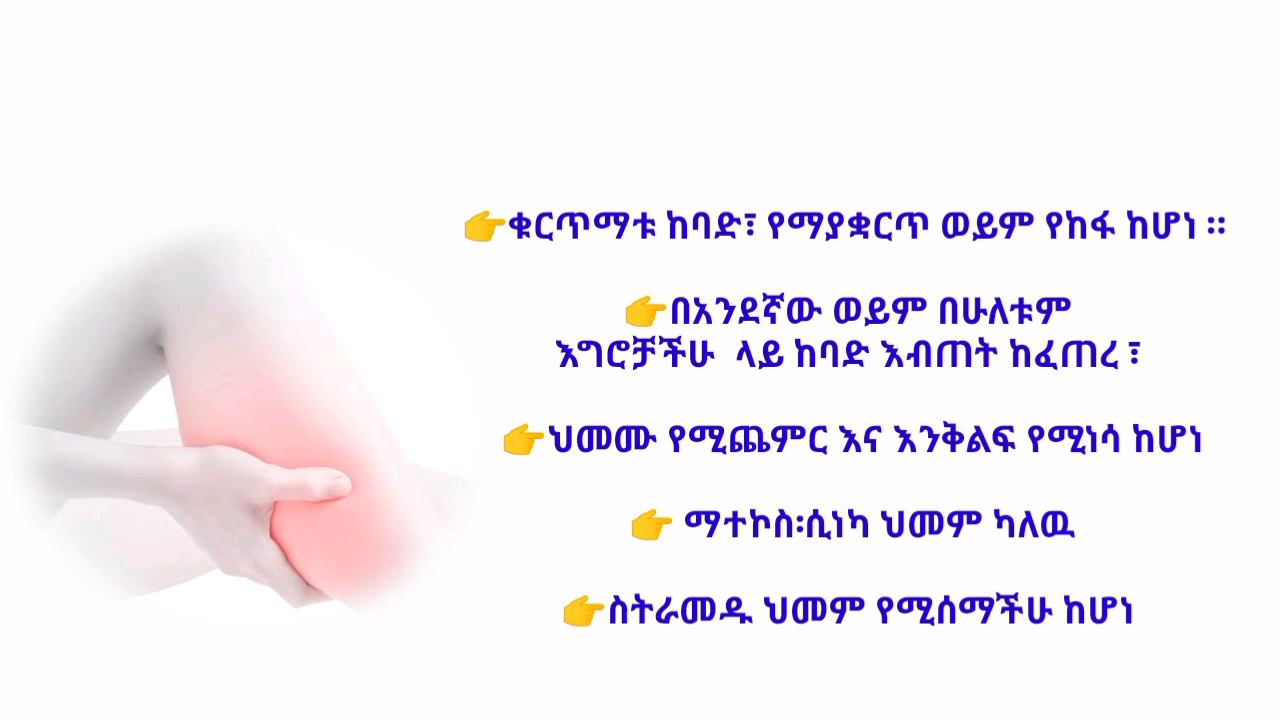 👉ቁርጥማቱ ከባድ፣ የማያቋርጥ ወይም የከፋ ከሆነ ።
👉በአንደኛው ወይም በሁለቱም
እግሮቻችሁ ላይ ከባድ እብጠት ከፈጠረ ፣
👉ህመሙ የሚጨምር እና እንቅልፍ የሚነሳ ከሆነ
👉 ማተኮስ፡ሲነካ ህመም ካለዉ
👉ስትራመዱ ህመም የሚሰማችሁ ከሆነ